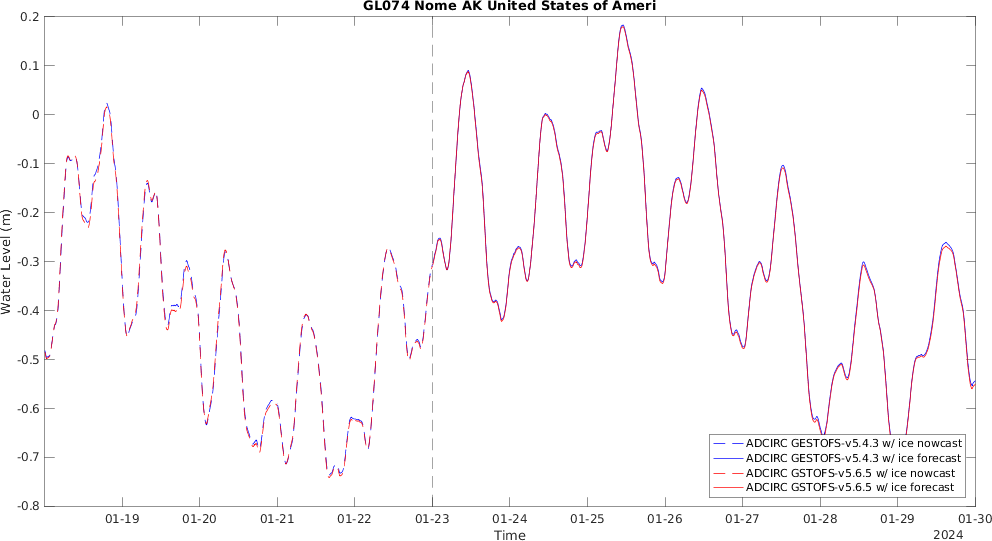 GL074 Nome AK United States of Ameri
0.2
0.1
0
-0.1
-0.2
-0.3
-0.4
-0.5
-0.6
-0.7
-0.8
Water Level (m)
ADCIRC GESTOFS-v5.4.3 w/ ice nowcast
ADCIRC GESTOFS-v5.4.3 w/ ice forecast
ADCIRC GSTOFS-v5.6.5 w/ ice nowcast
ADCIRC GSTOFS-v5.6.5 w/ ice forecast
01-19 01-20 01-21 01-22 01-23 01-24 01-25 01-26 01-27 01-28 01-29 01-30
Time
2024